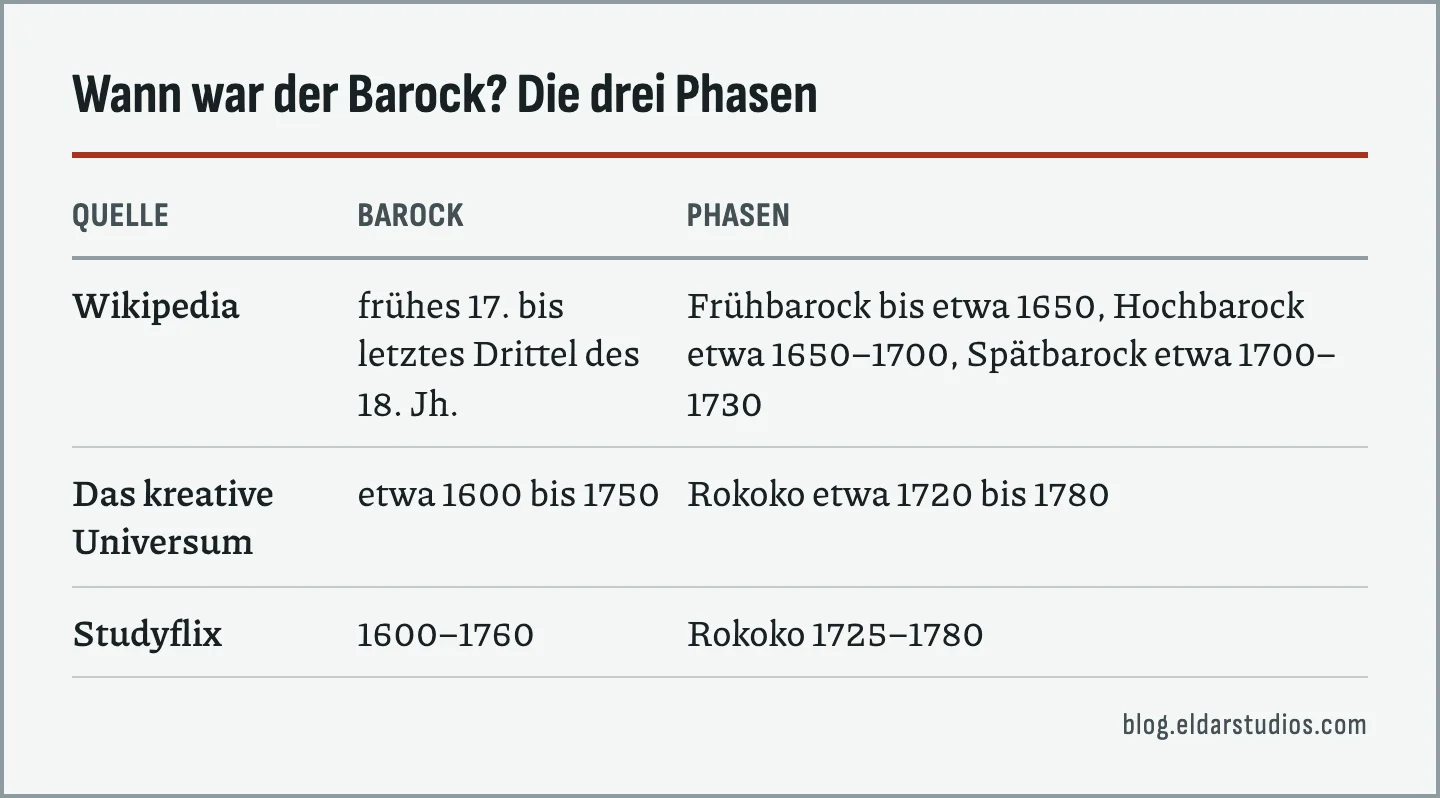 Wann war der Barock? Die drei Phasen
QUELLE BAROCK PHASEN
Wikipedia
frühes 17. bis
letztes Drittel des
18. Jh.
Frühbarock bis etwa 1650, Hochbarock
etwa 1650–1700, Spätbarock etwa 1700–
1730
Das kreative
Universum
etwa 1600 bis 1750
Rokoko etwa 1720 bis 1780
Studyflix
1600–1760
Rokoko 1725–1780
blog.eldarstudios.com